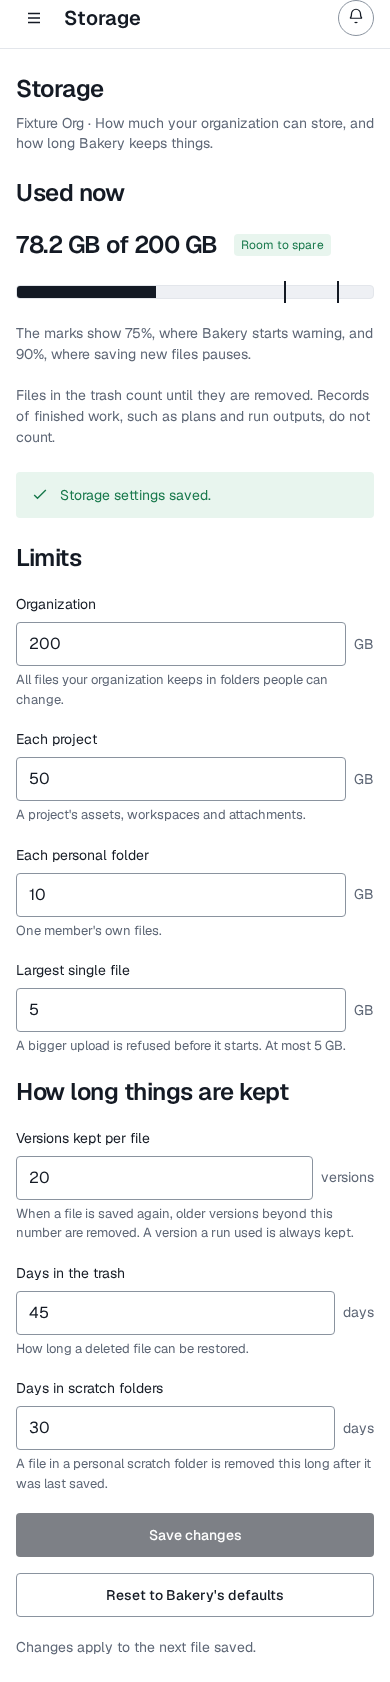 Storage
Storage
Fixture Org · How much your organization can store, and
how long Bakery keeps things.
Used now
78.2 GB of 200 GB
Room to spare
The marks show 75%, where Bakery starts warning, and
90%, where saving new files pauses.
Files in the trash count until they are removed. Records
of finished work, such as plans and run outputs, do not
count.
Storage settings saved.
Limits
Organization
200
GB
All files your organization keeps in folders people can
change.
Each project
50
GB
A project's assets, workspaces and attachments.
Each personal folder
10
GB
One member's own files.
Largest single file
5
GB
A bigger upload is refused before it starts. At most 5 GB.
How long things are kept
Versions kept per file
20
versions
When a file is saved again, older versions beyond this
number are removed. A version a run used is always kept.
Days in the trash
45
days
How long a deleted file can be restored.
Days in scratch folders
30
days
A file in a personal scratch folder is removed this long after it
was last saved.
Save changes
Reset to Bakery's defaults
Changes apply to the next file saved.